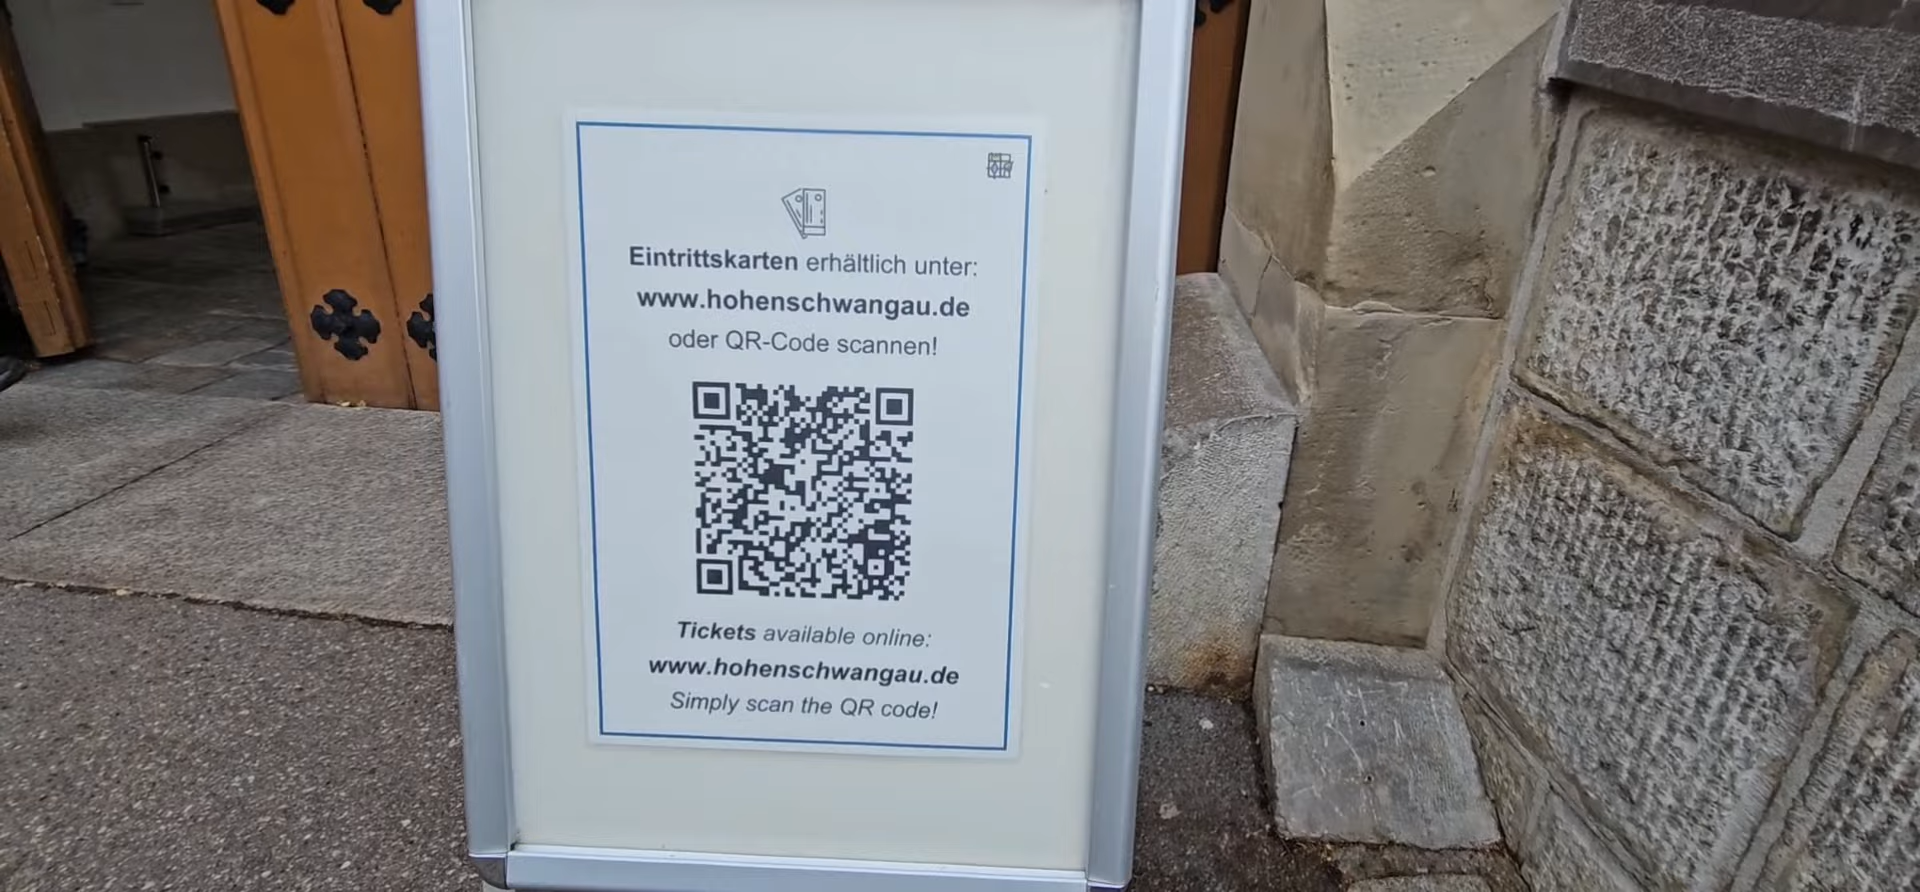 Eintrittskarten erhältlich unter:
www.hohenschwangau.de
oder QR-Code scannen!
Tickets available online:
www.hohenschwangau.de
Simply scan the QR code!